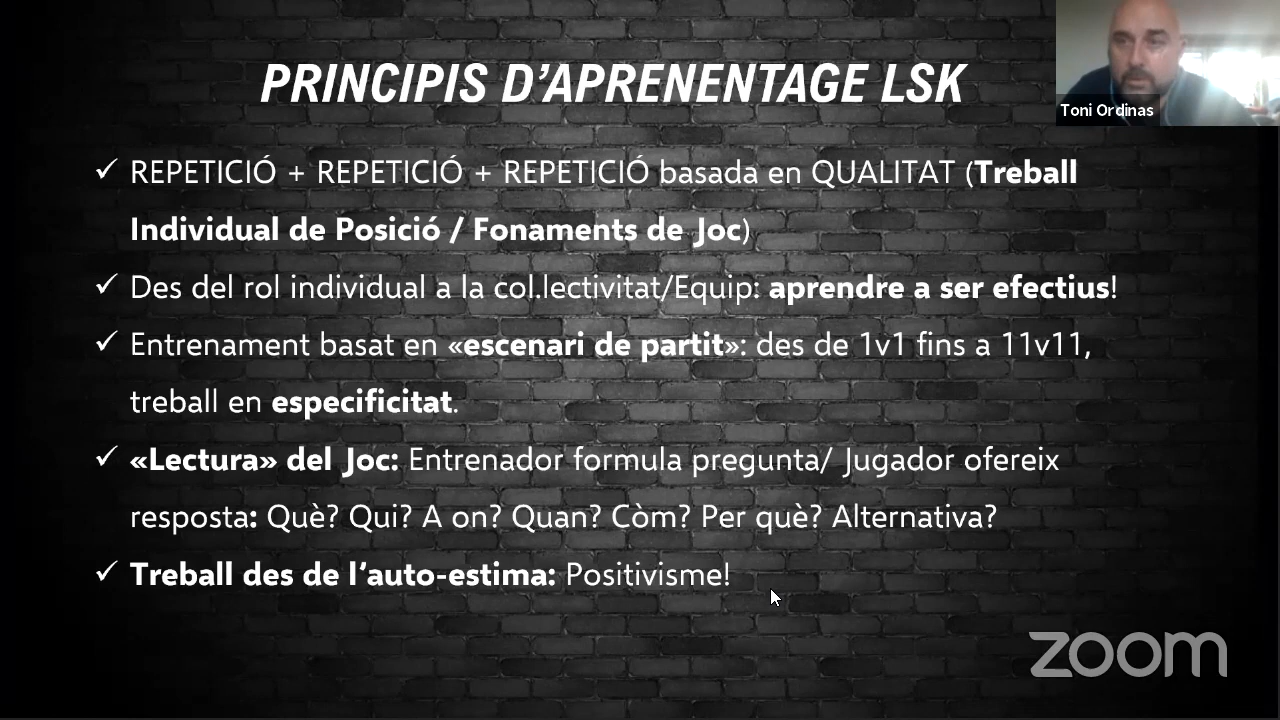 PRINCIPIS D’APRENENTAGE LSK
Toni Ordinas
✓ REPETICIÓ + REPETICIÓ + REPETICIÓ basada en QUALITAT (Treball
Individual de Posició / Fonaments de Joc)
✓ Des del rol individual a la col.lectivitat/Equip: aprendre a ser efectius!
✓ Entrenament basat en «escenari de partit»: des de 1v1 fins a 11v11,
treball en especificitat.
✓ «Lectura» del Joc: Entrenador formula pregunta/ Jugador ofereix
resposta: Què? Qui? A on? Quan? Còm? Per què? Alternativa?
✓ Treball des de l’auto-estima: Positivisme!
zoom